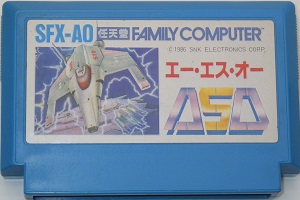 SFX-AO 任天堂 FAMILY COMPUTER
© 1986 SNK ELECTRONICS CORP.
エー・エス・オー
ASO